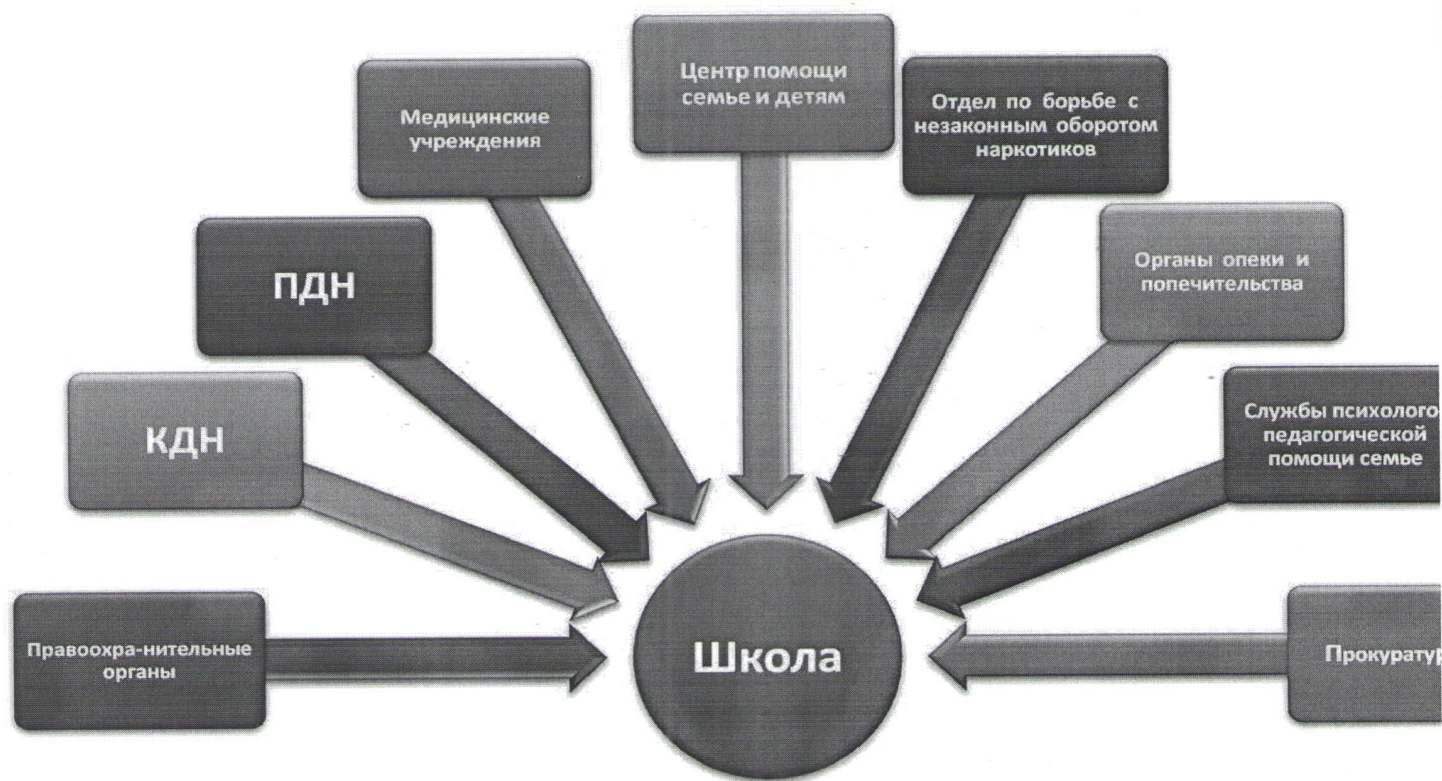 Центр помощи
семье и детям
Медицинские
учреждения
Отдел по борьбе с
незаконным оборотом
наркотиков
ПДН
Органы опеки и
попечительства
КДН
Службы психолого-
педагогической
помощи семье
Правоохра-нительные
органы
Школа
Прокуратур